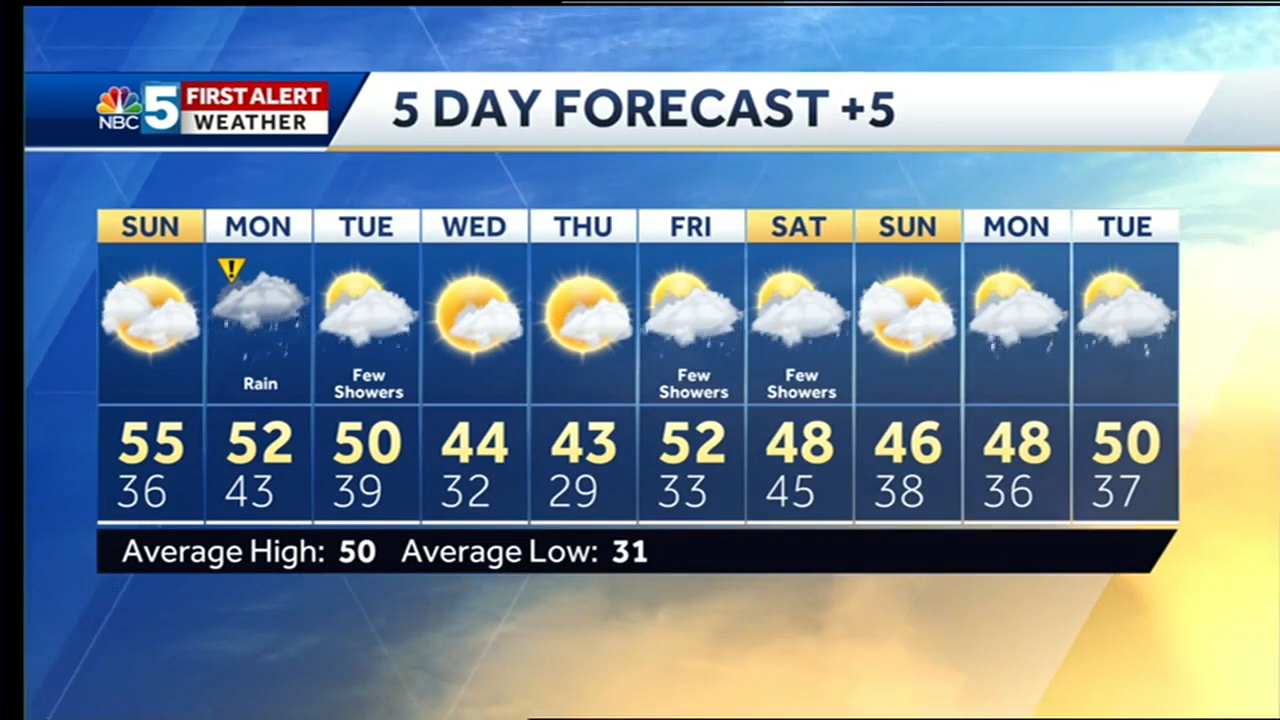 NBC 5 FIRST ALERT WEATHER
5 DAY FORECAST +5
SUN MON TUE WED THU FRI SAT SUN MON TUE
!
Rain Few Showers Few Showers Few Showers
55 52 50 44 43 52 48 46 48 50
36 43 39 32 29 33 45 38 36 37
Average High: 50 Average Low: 31